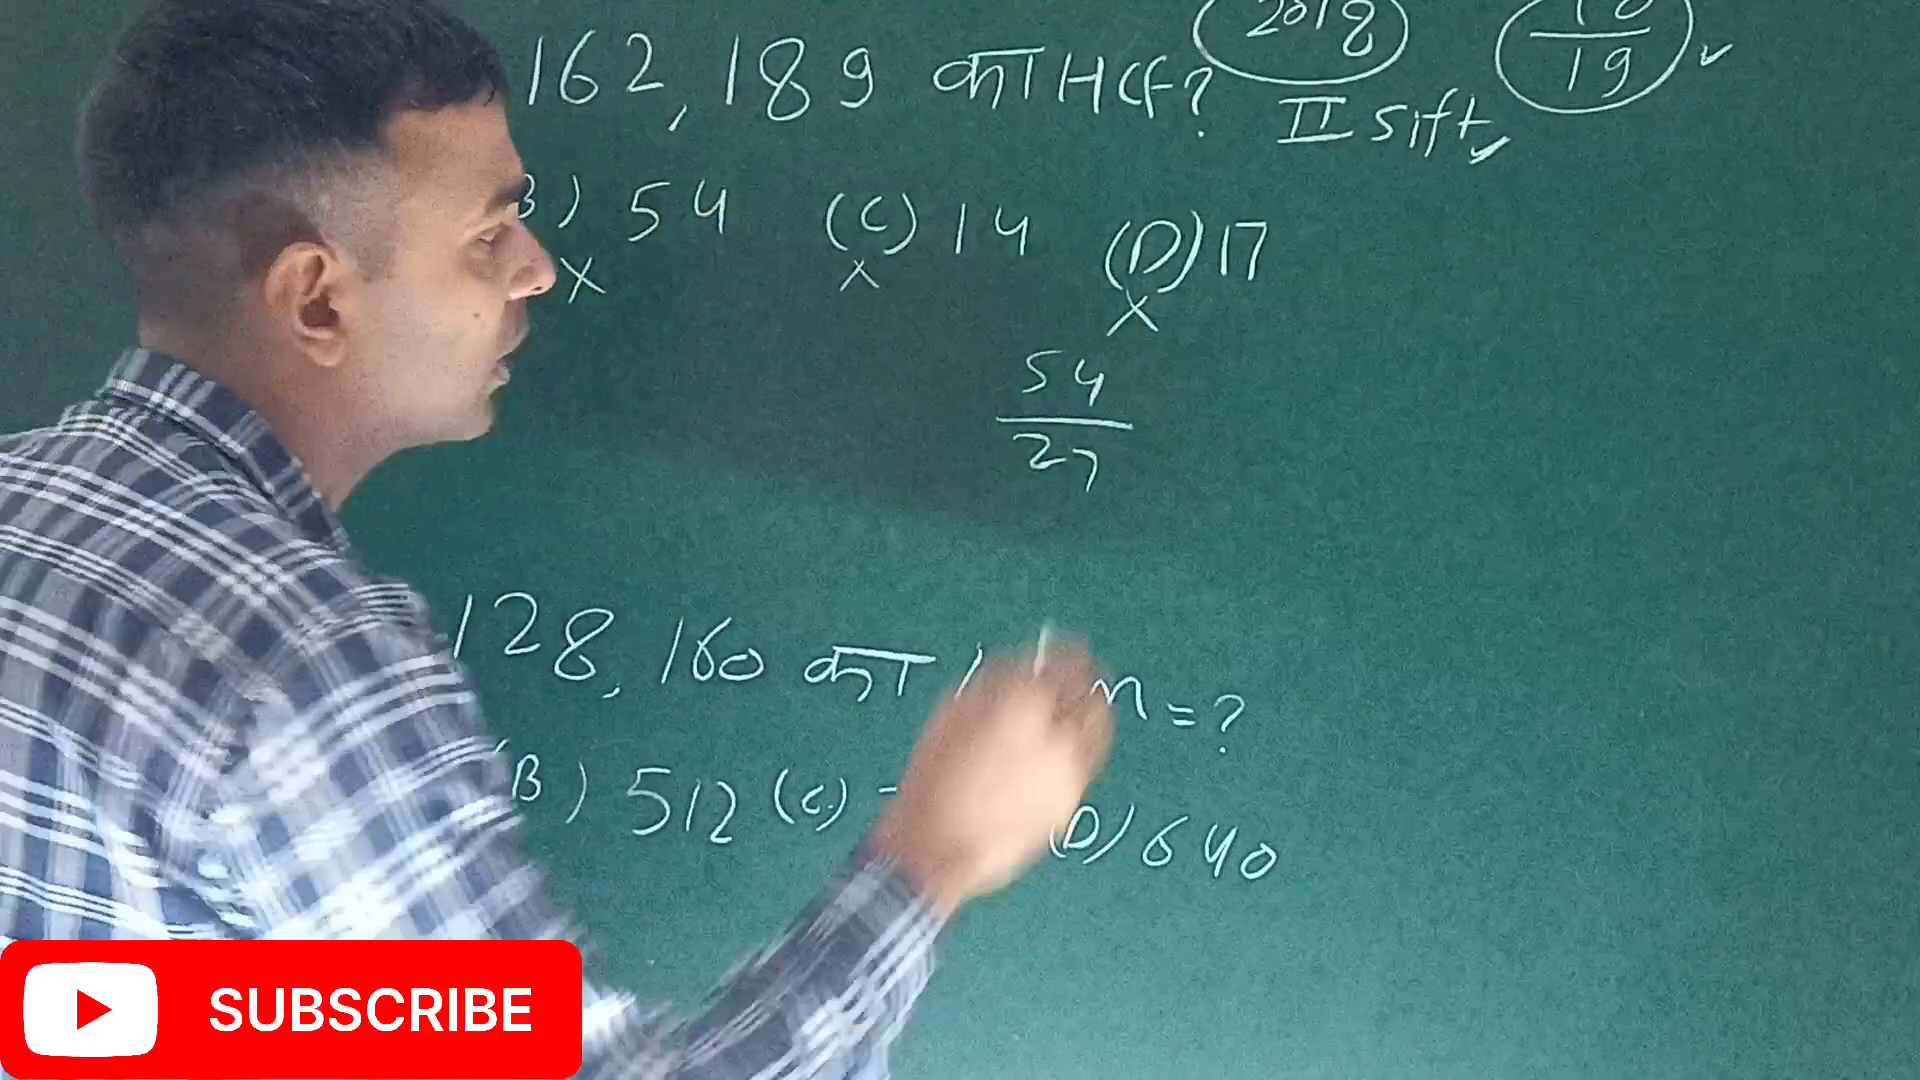 162, 189 का HCF? 2018
19
II Sift
B) 54 (C) 14 (D) 17
54
27
128, 160 का = ?
(B) 512 (C) (D) 640
SUBSCRIBE